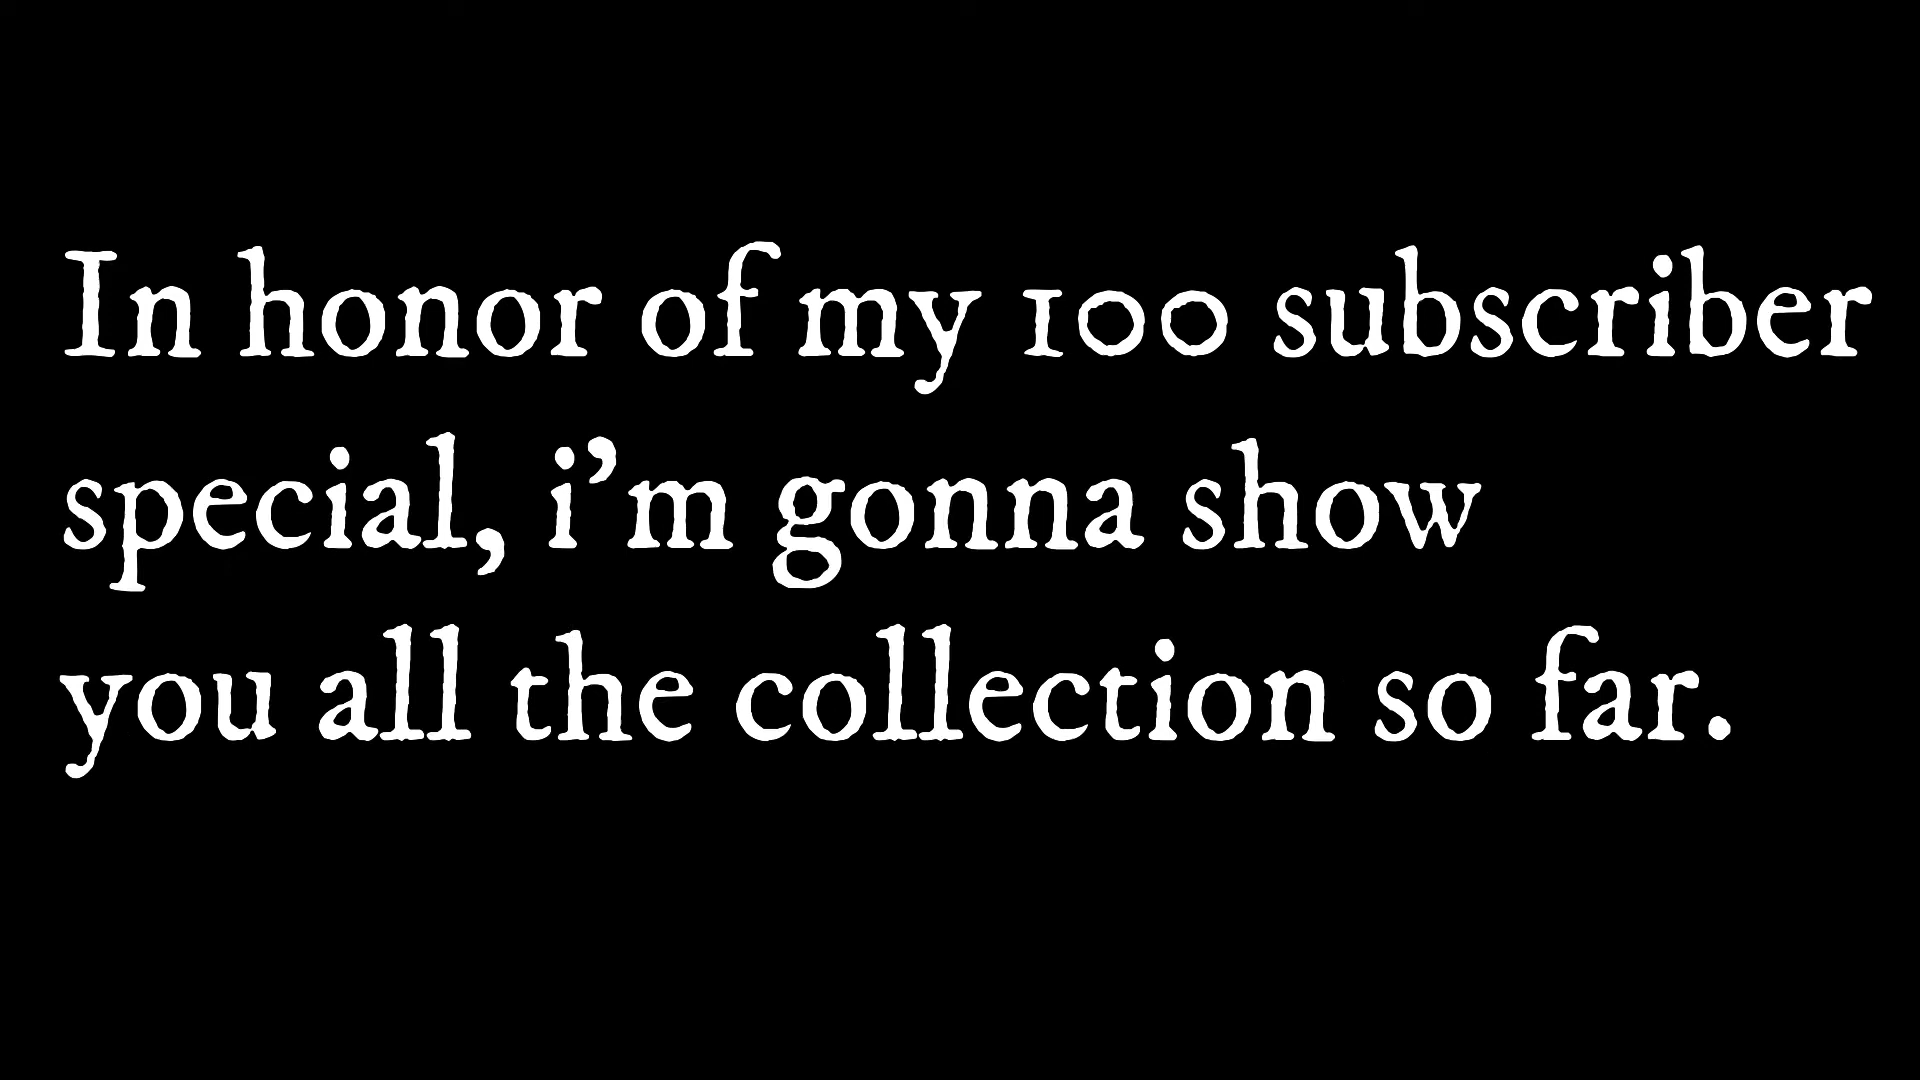 In honor of my 100 subscriber
special, i’m gonna show
you all the collection so far.